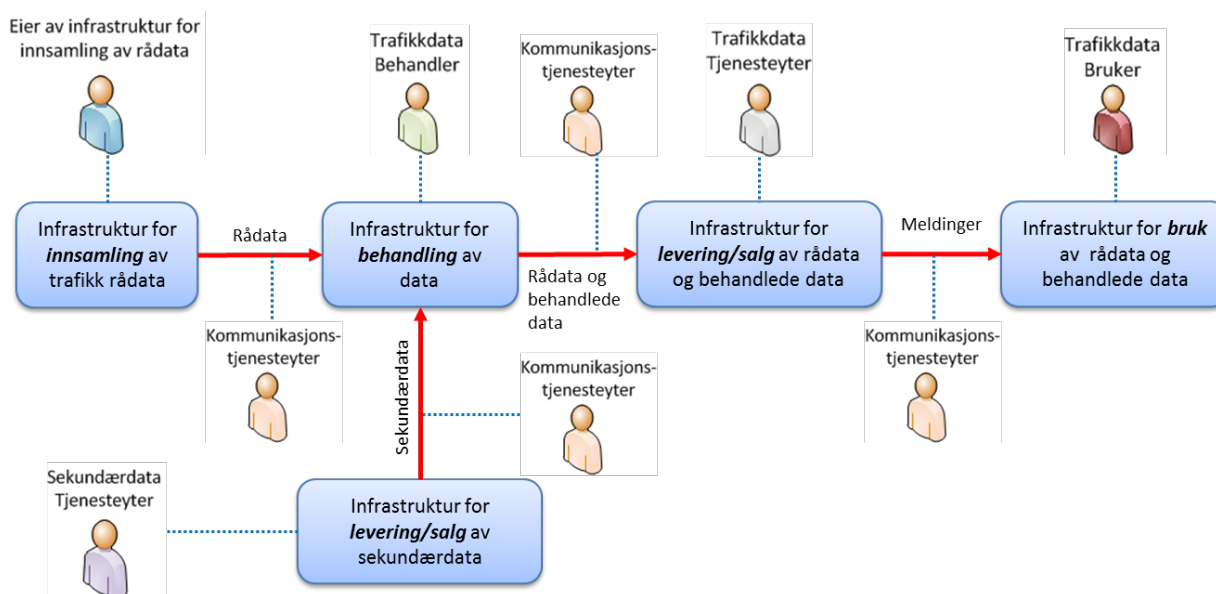 Eier av infrastruktur for
innsamling av rådata
Trafikkdata
Behandler
Kommunikasjons-
tjenesteyter
Trafikkdata
Tjenesteyter
Trafikkdata
Bruker
Infrastruktur for
innsamling av
trafikk rådata
Rådata
Infrastruktur for
behandling av
data
Rådata og
behandlede
data
Infrastruktur for
levering/salg av rådata
og behandlede data
Meldinger
Infrastruktur for bruk
av rådata og
behandlede data
Kommunikasjons-
tjenesteyter
Sekundærdata
Kommunikasjons-
tjenesteyter
Kommunikasjons-
tjenesteyter
Sekundærdata
Tjenesteyter
Infrastruktur for
levering/salg av
sekundærdata